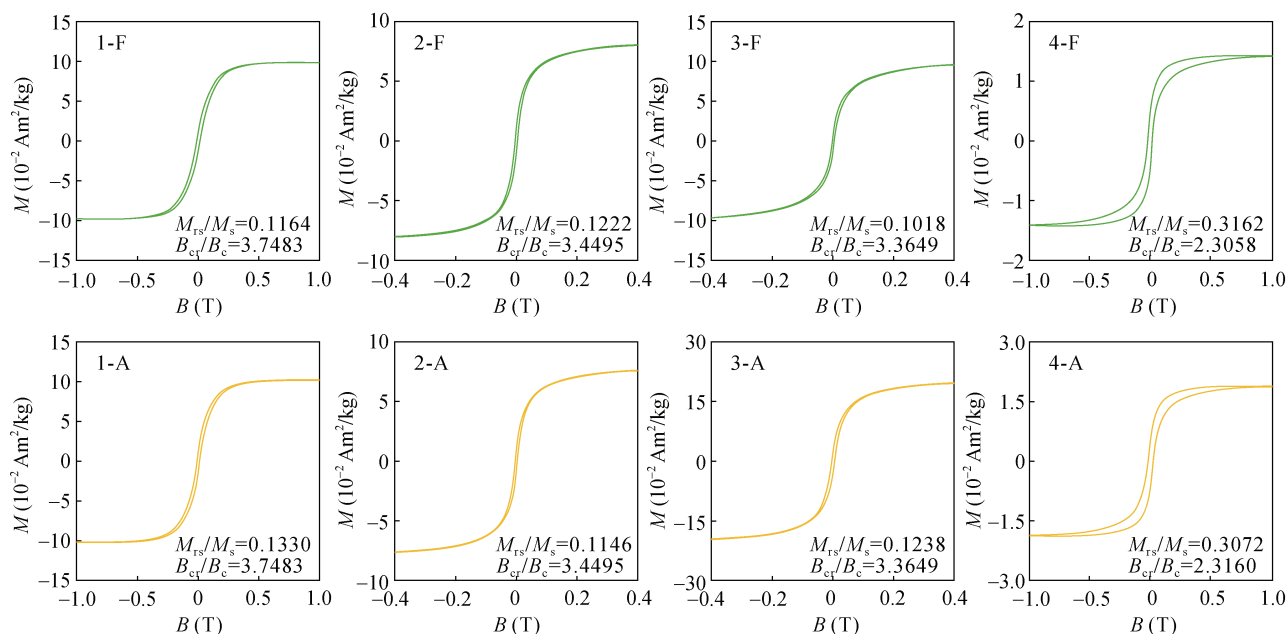 1-F
M (10⁻² Am²/kg)
15
10
5
0
−5
−10
−15
Mrs/Ms=0.1164
Bcr/Bc=3.7483
−1.0 −0.5 0 0.5 1.0
B (T)
2-F
M (10⁻² Am²/kg)
10
5
0
−5
−10
Mrs/Ms=0.1222
Bcr/Bc=3.4495
−0.4 −0.2 0 0.2 0.4
B (T)
3-F
M (10⁻² Am²/kg)
15
10
5
0
−5
−10
−15
Mrs/Ms=0.1018
Bcr/Bc=3.3649
−0.4 −0.2 0 0.2 0.4
B (T)
4-F
M (10⁻² Am²/kg)
2
1
0
−1
−2
Mrs/Ms=0.3162
Bcr/Bc=2.3058
−1.0 −0.5 0 0.5 1.0
B (T)
1-A
M (10⁻² Am²/kg)
15
10
5
0
−5
−10
−15
Mrs/Ms=0.1330
Bcr/Bc=3.7483
−1.0 −0.5 0 0.5 1.0
B (T)
2-A
M (10⁻² Am²/kg)
10
5
0
−5
−10
Mrs/Ms=0.1146
Bcr/Bc=3.4495
−0.4 −0.2 0 0.2 0.4
B (T)
3-A
M (10⁻² Am²/kg)
30
15
0
−15
−30
Mrs/Ms=0.1238
Bcr/Bc=3.3649
−0.4 −0.2 0 0.2 0.4
B (T)
4-A
M (10⁻² Am²/kg)
3.0
1.5
0
−1.5
−3.0
Mrs/Ms=0.3072
Bcr/Bc=2.3160
−1.0 −0.5 0 0.5 1.0
B (T)